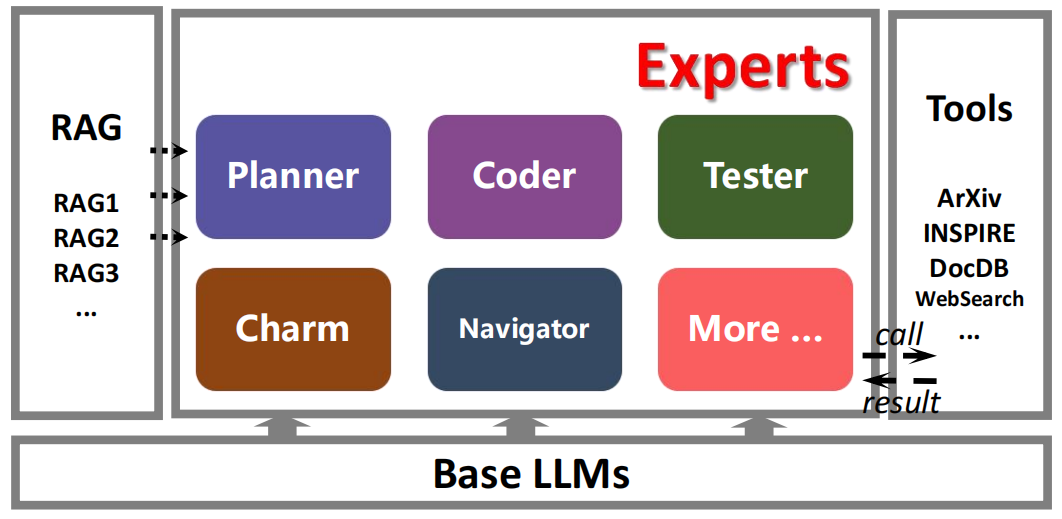 RAG
RAG1
RAG2
RAG3
...
Experts
Planner
Coder
Tester
Charm
Navigator
More ...
Tools
ArXiv
INSPIRE
DocDB
WebSearch
...
call
result
Base LLMs